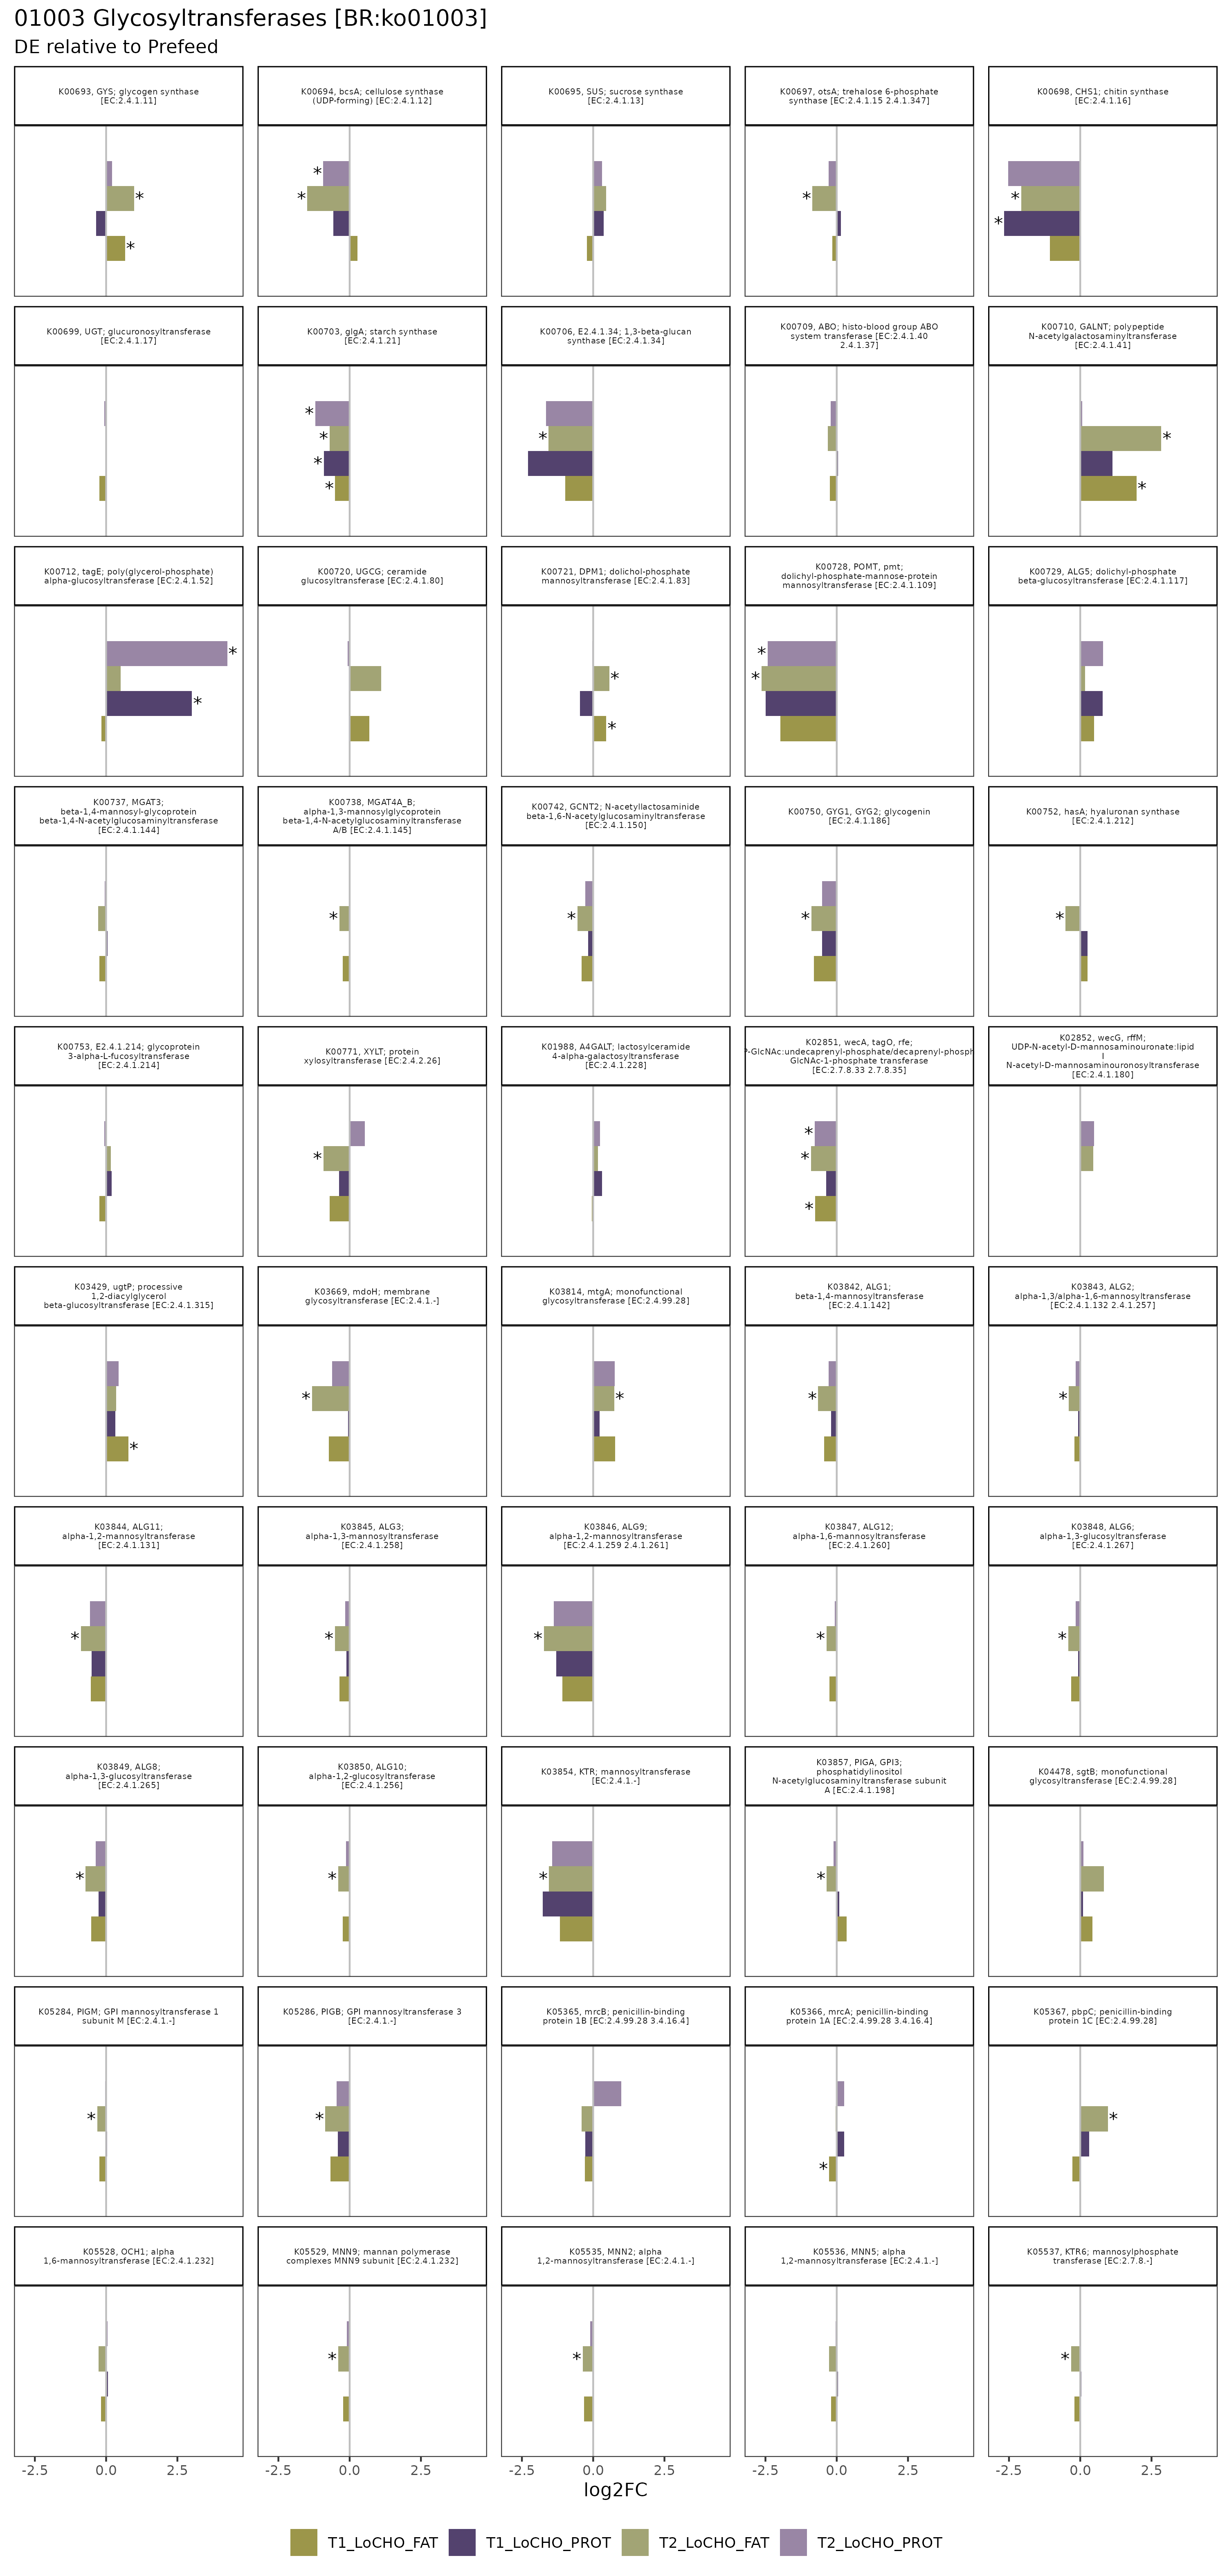 01003 Glycosyltransferases [BR:ko01003]
DE relative to Prefeed
K00693, GYS; glycogen synthase
[EC:2.4.1.11]
K00694, bcsA; cellulose synthase
(UDP-forming) [EC:2.4.1.12]
K00695, SUS; sucrose synthase
[EC:2.4.1.13]
K00697, otsA; trehalose 6-phosphate
synthase [EC:2.4.1.15 2.4.1.347]
K00698, CHS1; chitin synthase
[EC:2.4.1.16]
*
*
*
*
*
*
*
K00699, UGT; glucuronosyltransferase
[EC:2.4.1.17]
K00703, glgA; starch synthase
[EC:2.4.1.21]
K00706, E2.4.1.34; 1,3-beta-glucan
synthase [EC:2.4.1.34]
K00709, ABO; histo-blood group ABO
system transferase [EC:2.4.1.40
2.4.1.37]
K00710, GALNT; polypeptide
N-acetylgalactosaminyltransferase
[EC:2.4.1.41]
*
*
*
*
*
*
*
K00712, tagE; poly(glycerol-phosphate)
alpha-glucosyltransferase [EC:2.4.1.52]
K00720, UGCG; ceramide
glucosyltransferase [EC:2.4.1.80]
K00721, DPM1; dolichol-phosphate
mannosyltransferase [EC:2.4.1.83]
K00728, POMT, pmt;
dolichyl-phosphate-mannose-protein
mannosyltransferase [EC:2.4.1.109]
K00729, ALG5; dolichyl-phosphate
beta-glucosyltransferase [EC:2.4.1.117]
*
*
*
*
*
*
K00737, MGAT3;
beta-1,4-mannosyl-glycoprotein
beta-1,4-N-acetylglucosaminyltransferase
[EC:2.4.1.144]
K00738, MGAT4A_B;
alpha-1,3-mannosylglycoprotein
beta-1,4-N-acetylglucosaminyltransferase
A/B [EC:2.4.1.145]
K00742, GCNT2; N-acetyllactosaminide
beta-1,6-N-acetylglucosaminyltransferase
[EC:2.4.1.150]
K00750, GYG1, GYG2; glycogenin
[EC:2.4.1.186]
K00752, hasA; hyaluronan synthase
[EC:2.4.1.212]
*
*
*
*
K00753, E2.4.1.214; glycoprotein
3-alpha-L-fucosyltransferase
[EC:2.4.1.214]
K00771, XYLT; protein
xylosyltransferase [EC:2.4.2.26]
K01988, A4GALT; lactosylceramide
4-alpha-galactosyltransferase
[EC:2.4.1.228]
K02851, wecA, tagO, rfe;
-GlcNAc:undecaprenyl-phosphate/decaprenyl-phosph
GlcNAc-1-phosphate transferase
[EC:2.7.8.33 2.7.8.35]
K02852, wecG, rffM;
UDP-N-acetyl-D-mannosaminouronate:lipid
I
N-acetyl-D-mannosaminouronosyltransferase
[EC:2.4.1.180]
*
*
*
*
K03429, ugtP; processive
1,2-diacylglycerol
beta-glucosyltransferase [EC:2.4.1.315]
K03669, mdoH; membrane
glycosyltransferase [EC:2.4.1.-]
K03814, mtgA; monofunctional
glycosyltransferase [EC:2.4.99.28]
K03842, ALG1;
beta-1,4-mannosyltransferase
[EC:2.4.1.142]
K03843, ALG2;
alpha-1,3/alpha-1,6-mannosyltransferase
[EC:2.4.1.132 2.4.1.257]
*
*
*
*
*
K03844, ALG11;
alpha-1,2-mannosyltransferase
[EC:2.4.1.131]
K03845, ALG3;
alpha-1,3-mannosyltransferase
[EC:2.4.1.258]
K03846, ALG9;
alpha-1,2-mannosyltransferase
[EC:2.4.1.259 2.4.1.261]
K03847, ALG12;
alpha-1,6-mannosyltransferase
[EC:2.4.1.260]
K03848, ALG6;
alpha-1,3-glucosyltransferase
[EC:2.4.1.267]
*
*
*
*
*
K03849, ALG8;
alpha-1,3-glucosyltransferase
[EC:2.4.1.265]
K03850, ALG10;
alpha-1,2-glucosyltransferase
[EC:2.4.1.256]
K03854, KTR; mannosyltransferase
[EC:2.4.1.-]
K03857, PIGA, GPI3;
phosphatidylinositol
N-acetylglucosaminyltransferase subunit
A [EC:2.4.1.198]
K04478, sgtB; monofunctional
glycosyltransferase [EC:2.4.99.28]
*
*
*
*
K05284, PIGM; GPI mannosyltransferase 1
subunit M [EC:2.4.1.-]
K05286, PIGB; GPI mannosyltransferase 3
[EC:2.4.1.-]
K05365, mrcB; penicillin-binding
protein 1B [EC:2.4.99.28 3.4.16.4]
K05366, mrcA; penicillin-binding
protein 1A [EC:2.4.99.28 3.4.16.4]
K05367, pbpC; penicillin-binding
protein 1C [EC:2.4.99.28]
*
*
*
*
K05528, OCH1; alpha
1,6-mannosyltransferase [EC:2.4.1.232]
K05529, MNN9; mannan polymerase
complexes MNN9 subunit [EC:2.4.1.232]
K05535, MNN2; alpha
1,2-mannosyltransferase [EC:2.4.1.-]
K05536, MNN5; alpha
1,2-mannosyltransferase [EC:2.4.1.-]
K05537, KTR6; mannosylphosphate
transferase [EC:2.7.8.-]
*
*
*
-2.5 0.0 2.5 -2.5 0.0 2.5 -2.5 0.0 2.5 -2.5 0.0 2.5 -2.5 0.0 2.5
log2FC
T1_LoCHO_FAT T1_LoCHO_PROT T2_LoCHO_FAT T2_LoCHO_PROT